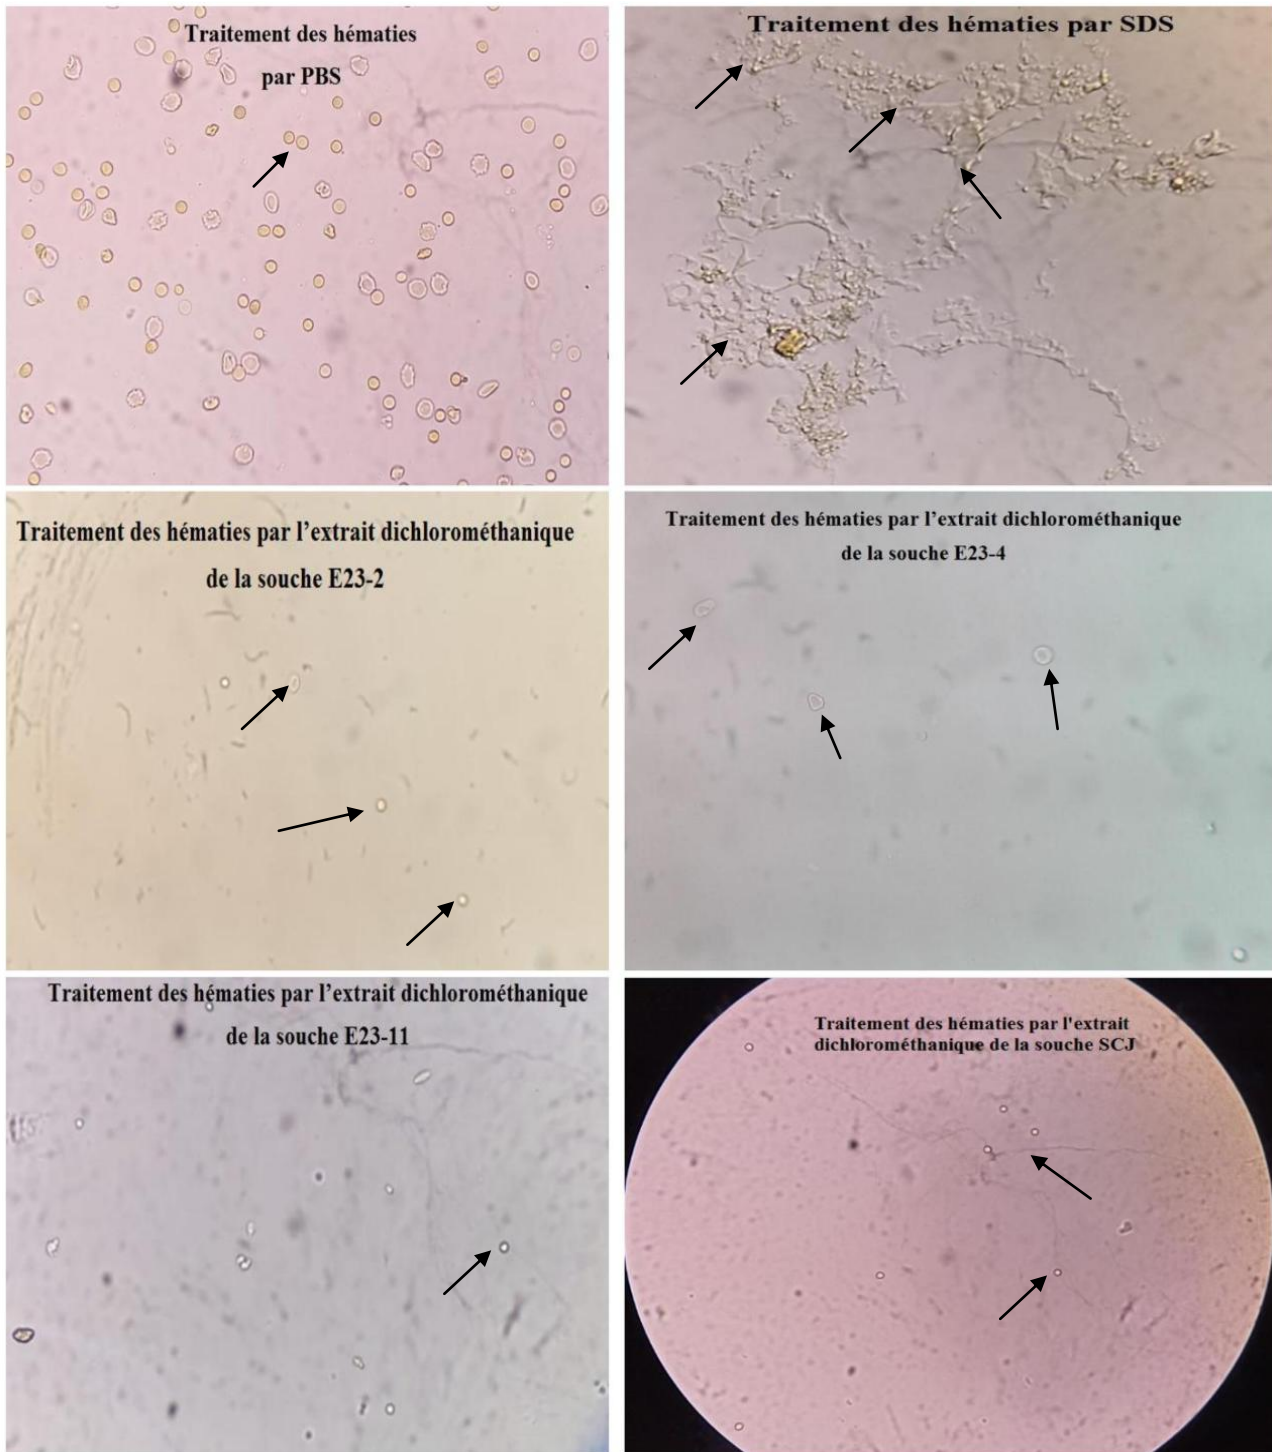 Traitement des hématies
par PBS
Traitement des hématies par SDS
Traitement des hématies par l’extrait dichlorométhanique
de la souche E23-2
Traitement des hématies par l’extrait dichlorométhanique
de la souche E23-4
Traitement des hématies par l’extrait dichlorométhanique
de la souche E23-11
Traitement des hématies par l'extrait
dichlorométhanique de la souche SCJ